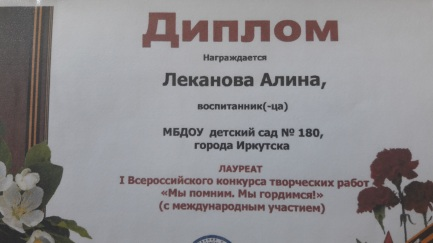 Диплом
Награждается
Леканова Алина,
воспитанник(-ца)
МБДОУ детский сад № 180,
города Иркутска
ЛАУРЕАТ
I Всероссийского конкурса творческих работ
«Мы помним. Мы гордимся!»
(с международным участием)